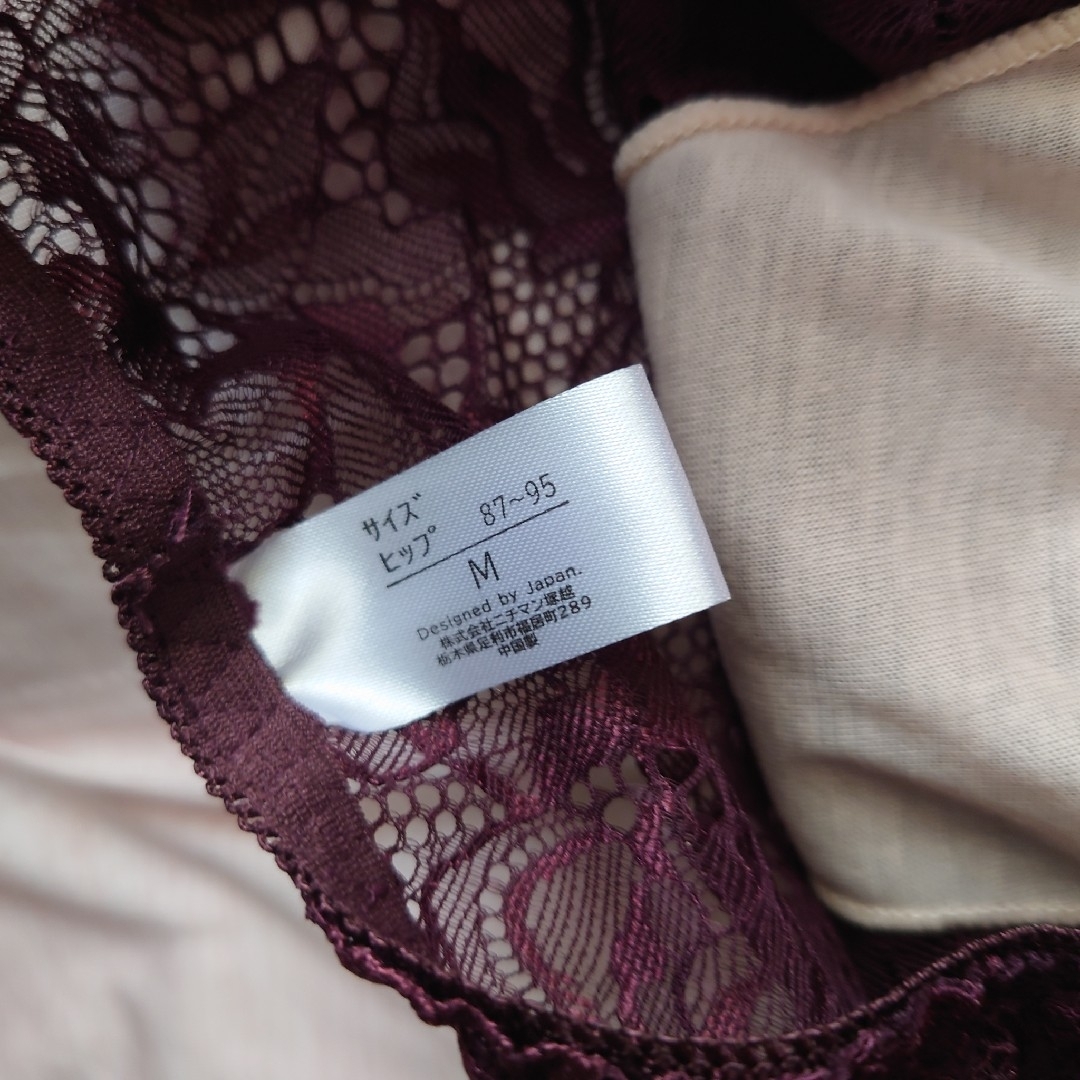 サイズ
ヒップ 87~95
M
Designed by Japan.
株式会社ニチマン塚越
栃木県足利市福居町289
中国製